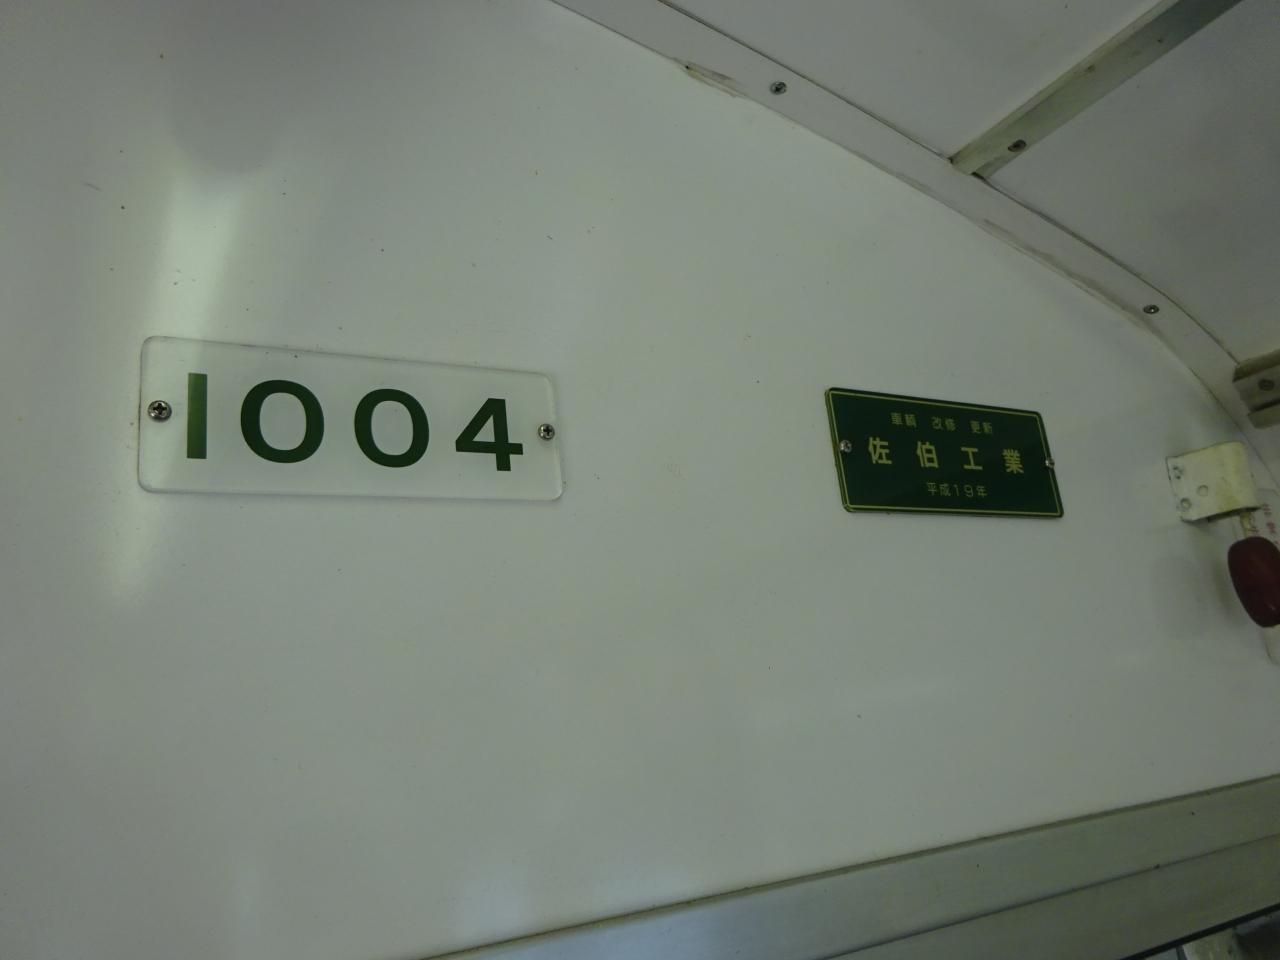 1004
車輌 改修 更新
佐伯工業
平成19年